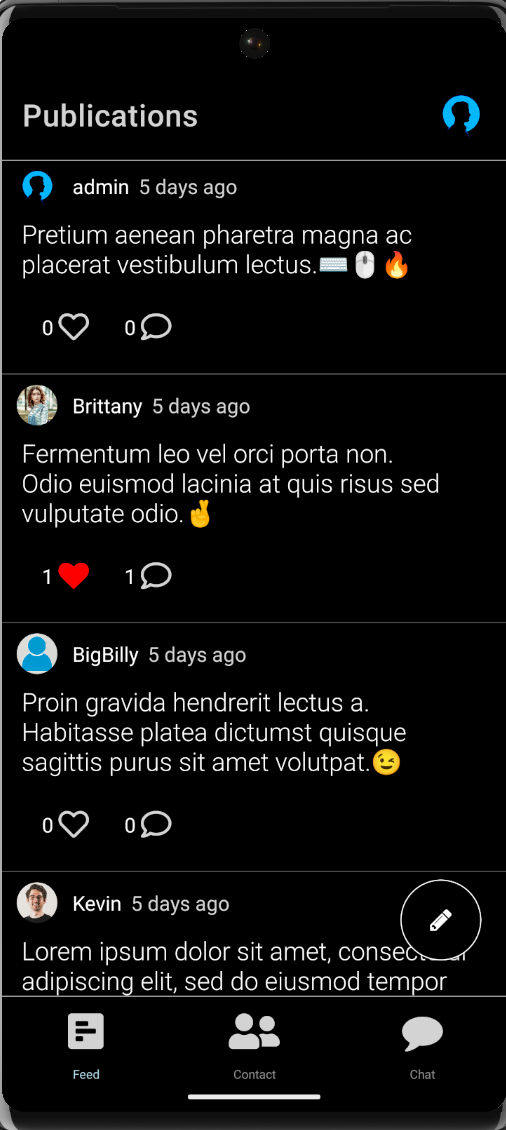 Publications
admin 5 days ago
Pretium aenean pharetra magna ac
placerat vestibulum lectus.⌨️🖱️🔥
0 0
Brittany 5 days ago
Fermentum leo vel orci porta non.
Odio euismod lacinia at quis risus sed
vulputate odio.🤞
1 1
BigBilly 5 days ago
Proin gravida hendrerit lectus a.
Habitasse platea dictumst quisque
sagittis purus sit amet volutpat.😉
0 0
Kevin 5 days ago
Lorem ipsum dolor sit amet,
adipiscing elit, sed do eiusmod tempor
Feed Contact Chat